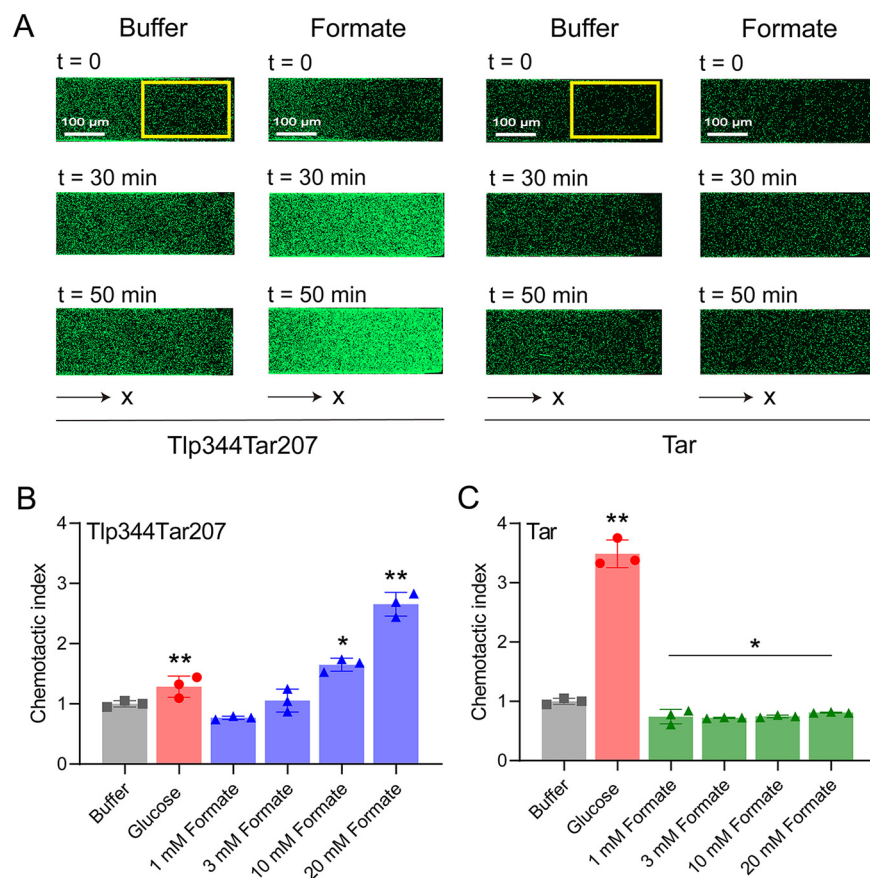 A
Buffer Formate Buffer Formate
t = 0 t = 0 t = 0 t = 0
100 μm 100 μm 100 μm 100 μm
t = 30 min t = 30 min t = 30 min t = 30 min
t = 50 min t = 50 min t = 50 min t = 50 min
x x x x
Tlp344Tar207 Tar
B
Tlp344Tar207
Chemotactic index
4
3
2
1
0
**
*
**
Buffer
Glucose
1 mM Formate
3 mM Formate
10 mM Formate
20 mM Formate
C
Tar
Chemotactic index
4
3
2
1
0
**
*
Buffer
Glucose
1 mM Formate
3 mM Formate
10 mM Formate
20 mM Formate